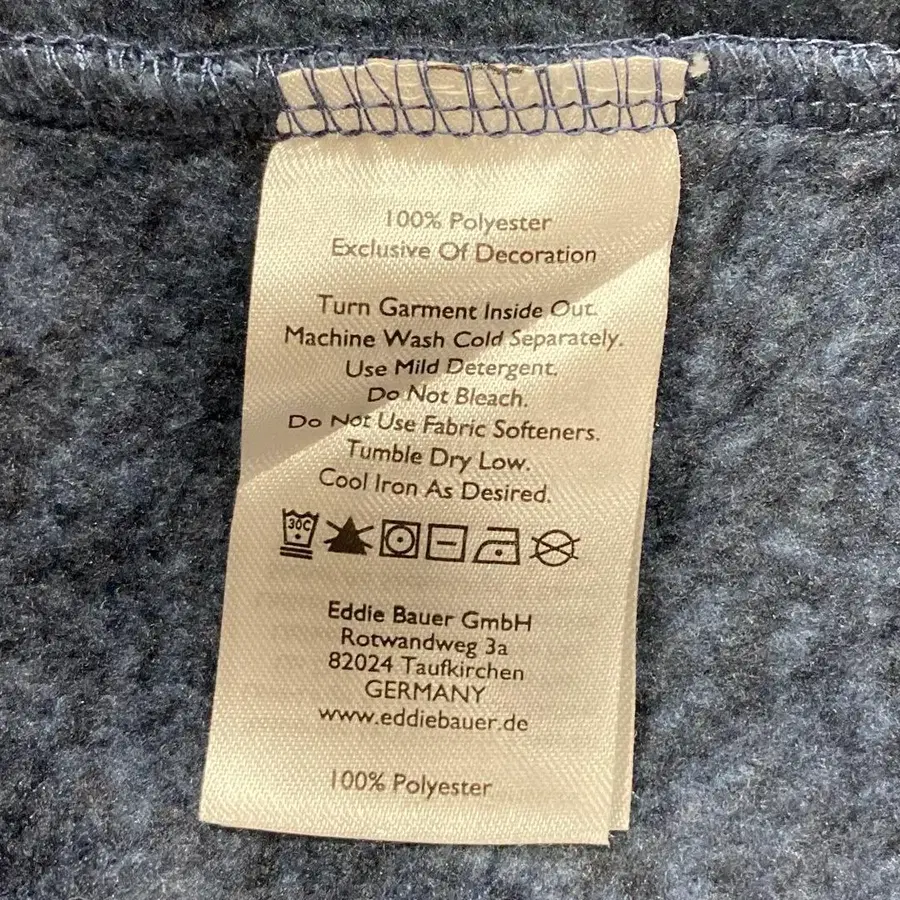 100% Polyester
Exclusive Of Decoration
Turn Garment Inside Out.
Machine Wash Cold Separately.
Use Mild Detergent.
Do Not Bleach.
Do Not Use Fabric Softeners.
Tumble Dry Low.
Cool Iron As Desired.
30C
Eddie Bauer GmbH
Rotwandweg 3a
82024 Taufkirchen
GERMANY
www.eddiebauer.de
100% Polyester